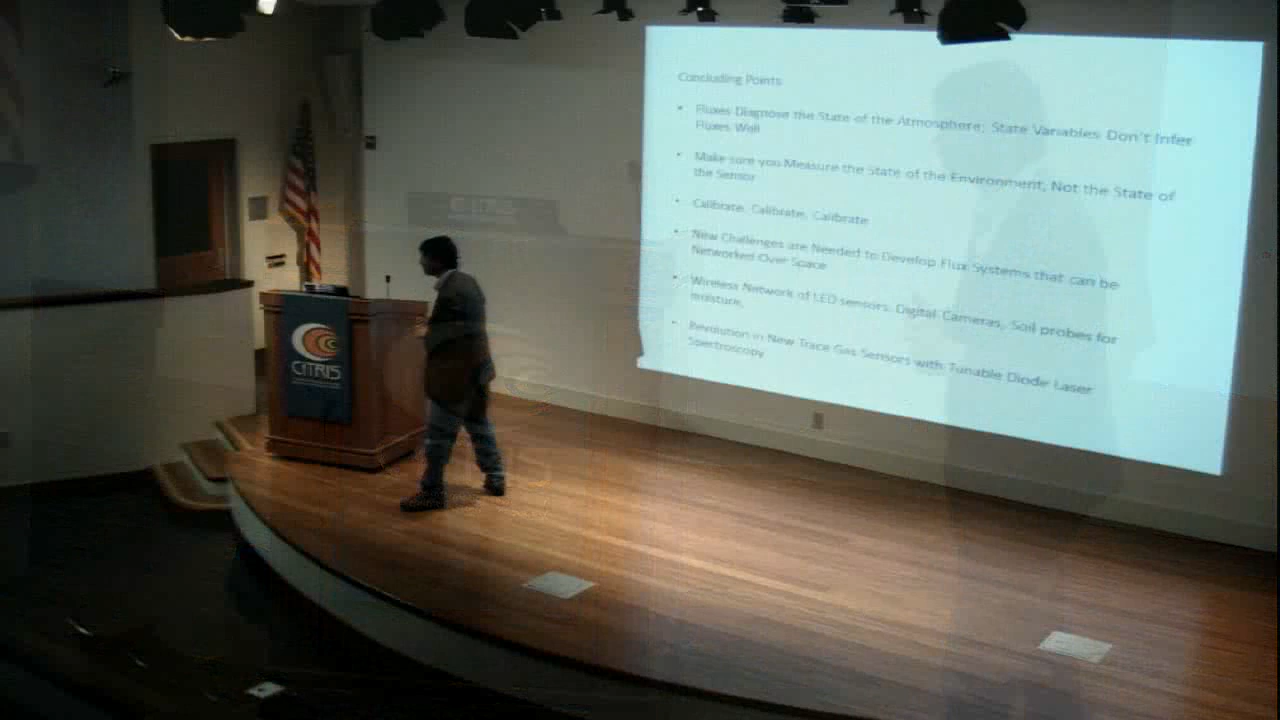 Concluding Points
• Fluxes Diagnose the State of the Atmosphere; State Variables Don't Infer
Fluxes Well
• Make sure you Measure the State of the Environment, Not the State of
the Sensor
• Calibrate, Calibrate, Calibrate
• New Challenges are Needed to Develop Flux Systems that can be
Networked Over Space
• Wireless Network of LED sensors, Digital Cameras, Soil probes for
moisture,
• Revolution in New Trace Gas Sensors with Tunable Diode Laser
Spectroscopy
CITRIS
CITRIS